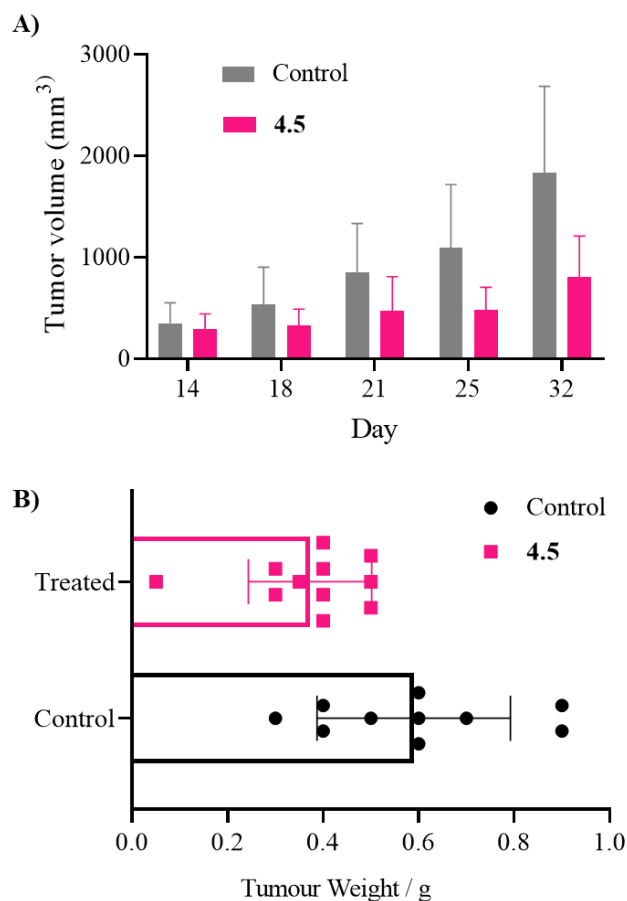 A)
3000
2000
1000
0
Tumor volume (mm³)
Control
4.5
14 18 21 25 32
Day
B)
Control
4.5
Treated
Control
0.0 0.2 0.4 0.6 0.8 1.0
Tumour Weight / g